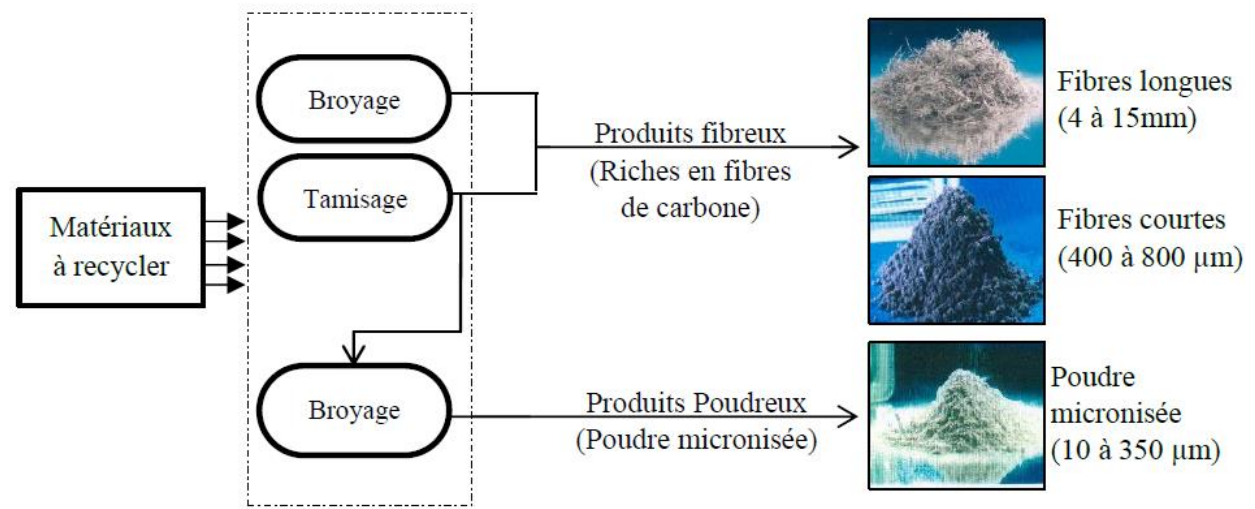 Matériaux
à recycler
Broyage
Tamisage
Broyage
Produits fibreux
(Riches en fibres
de carbone)
Produits Poudreux
(Poudre micronisée)
Fibres longues
(4 à 15mm)
Fibres courtes
(400 à 800 µm)
Poudre
micronisée
(10 à 350 µm)